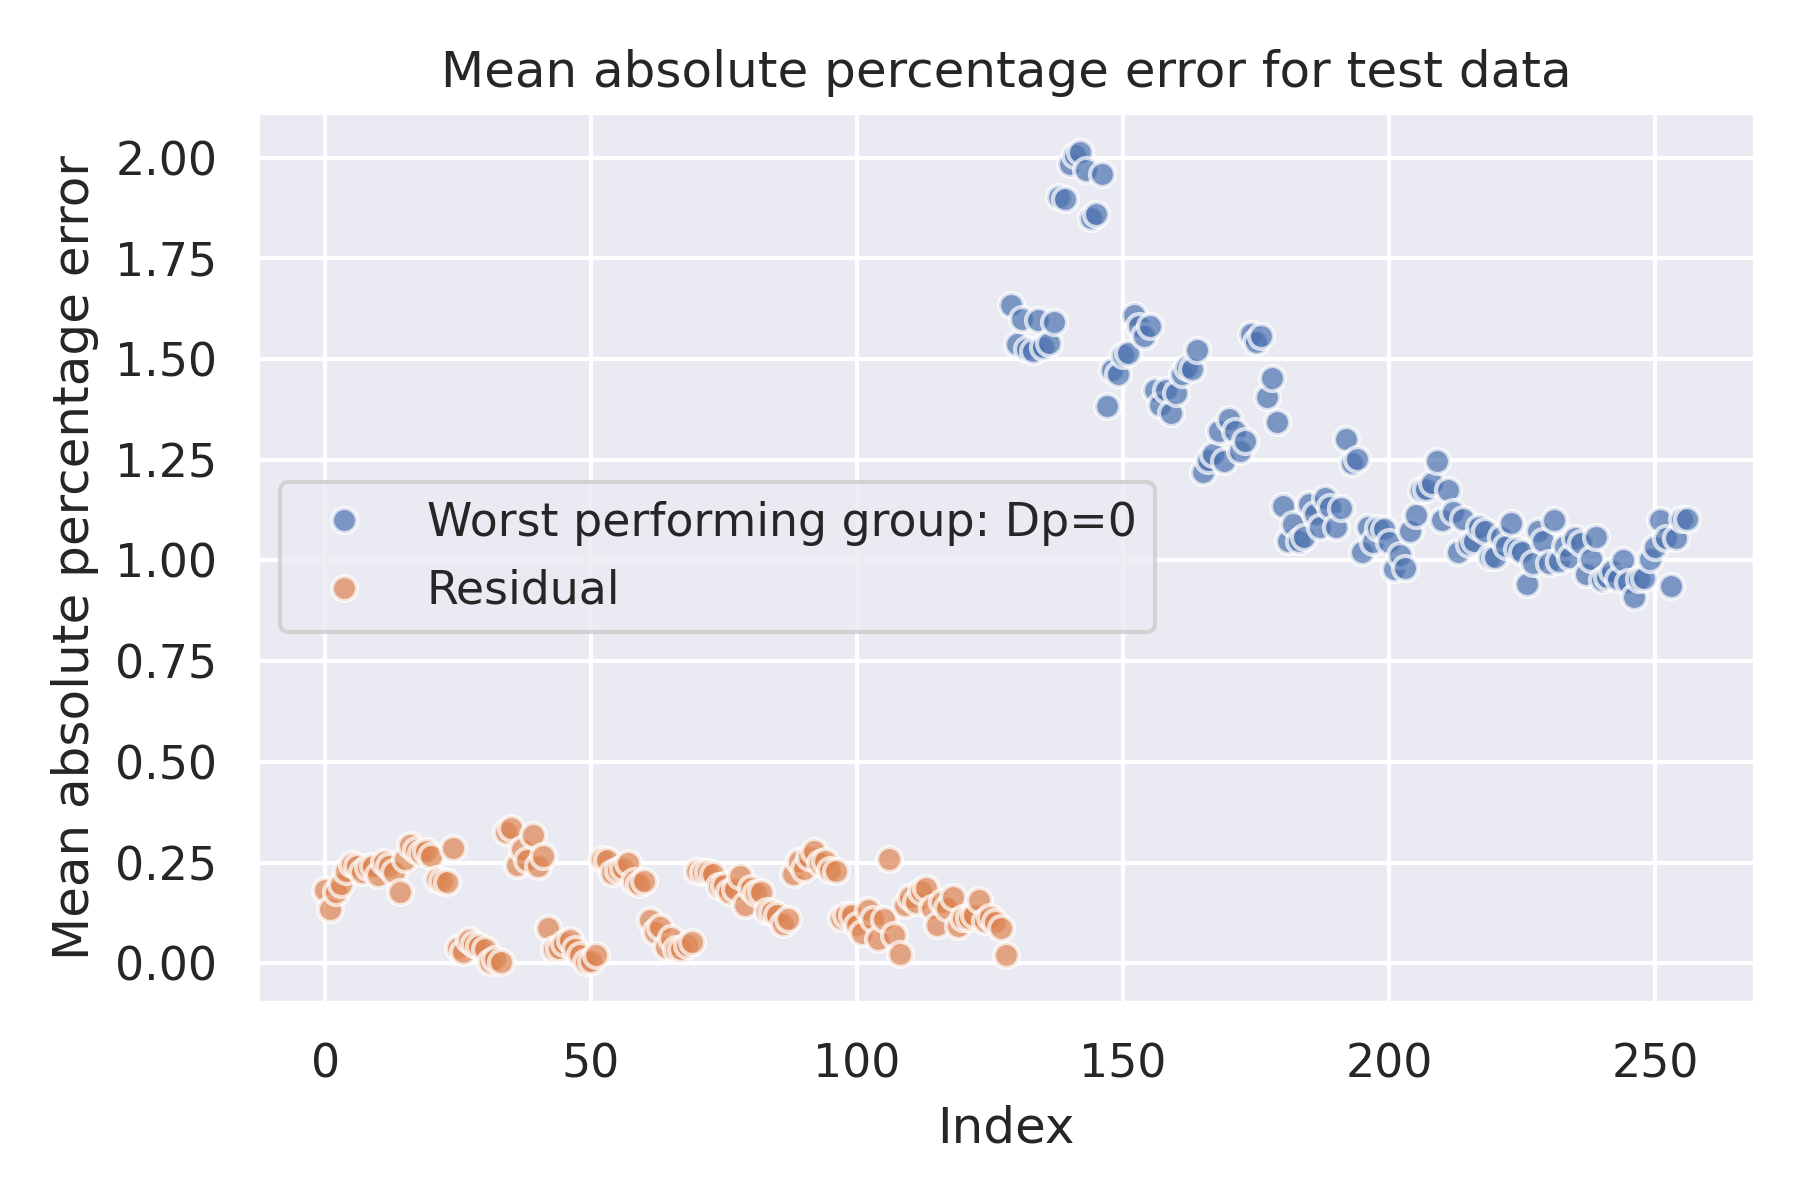 Mean absolute percentage error for test data
Mean absolute percentage error
2.00
1.75
1.50
1.25
1.00
0.75
0.50
0.25
0.00
Worst performing group: Dp=0
Residual
0 50 100 150 200 250
Index